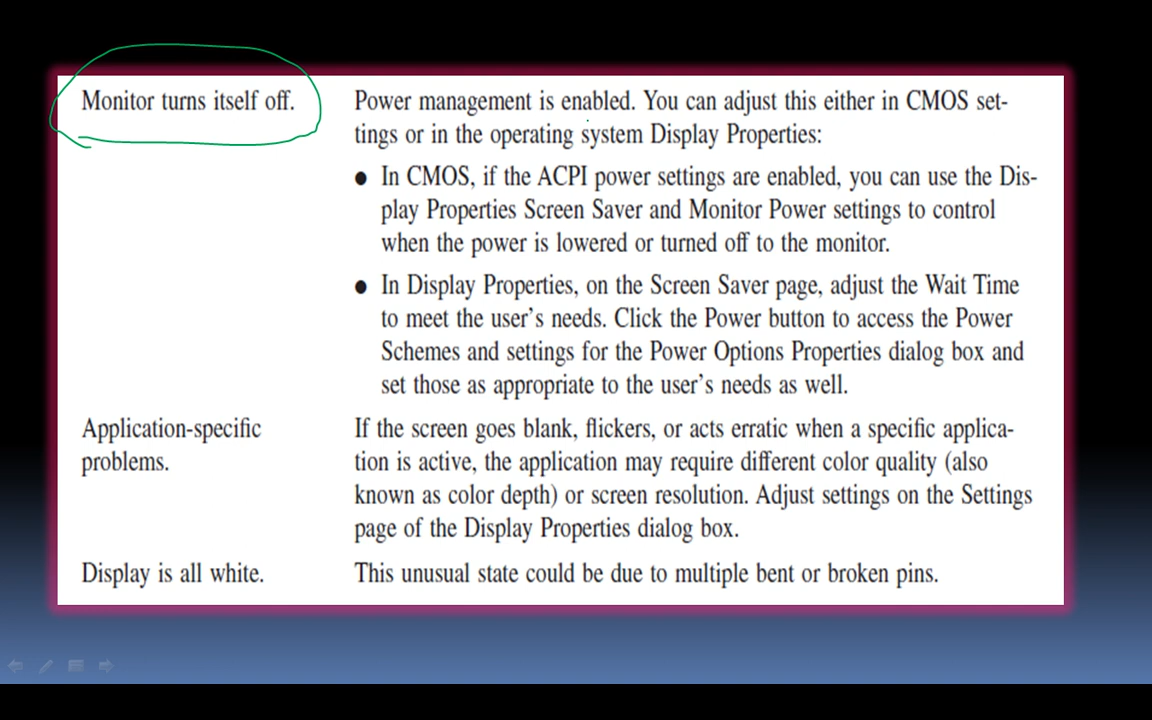 Monitor turns itself off.
Power management is enabled. You can adjust this either in CMOS set-
tings or in the operating system Display Properties:
● In CMOS, if the ACPI power settings are enabled, you can use the Dis-
play Properties Screen Saver and Monitor Power settings to control
when the power is lowered or turned off to the monitor.
● In Display Properties, on the Screen Saver page, adjust the Wait Time
to meet the user's needs. Click the Power button to access the Power
Schemes and settings for the Power Options Properties dialog box and
set those as appropriate to the user's needs as well.
Application-specific
problems.
If the screen goes blank, flickers, or acts erratic when a specific applica-
tion is active, the application may require different color quality (also
known as color depth) or screen resolution. Adjust settings on the Settings
page of the Display Properties dialog box.
Display is all white.
This unusual state could be due to multiple bent or broken pins.